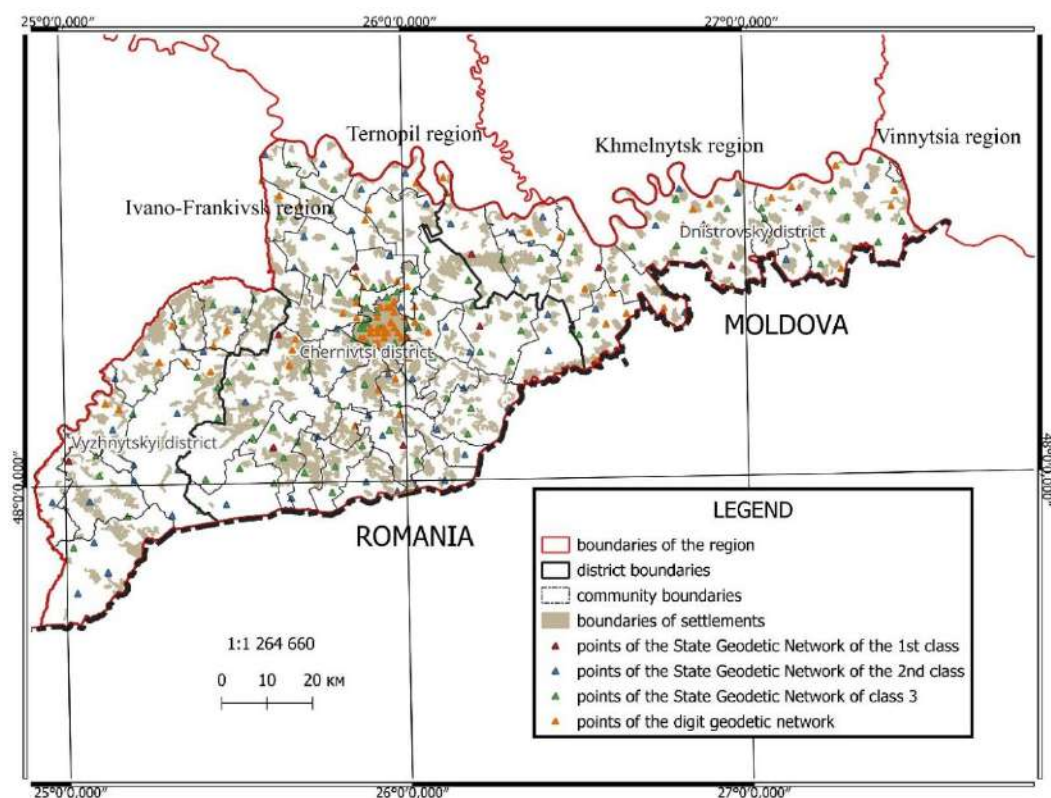 25°0′0,000″
26°0′0,000″
27°0′0,000″
Ternopil region
Khmelnytsk region
Vinnytsia region
Ivano-Frankivsk region
Dnistrovsky district
MOLDOVA
Chernivtsi district
Vyzhnytskyi district
48°0′0,000″
48°0′0,000″
ROMANIA
LEGEND
boundaries of the region
district boundaries
community boundaries
boundaries of settlements
points of the State Geodetic Network of the 1st class
points of the State Geodetic Network of the 2nd class
points of the State Geodetic Network of class 3
points of the digit geodetic network
1:1 264 660
0 10 20 км
25°0′0,000″
26°0′0,000″
27°0′0,000″